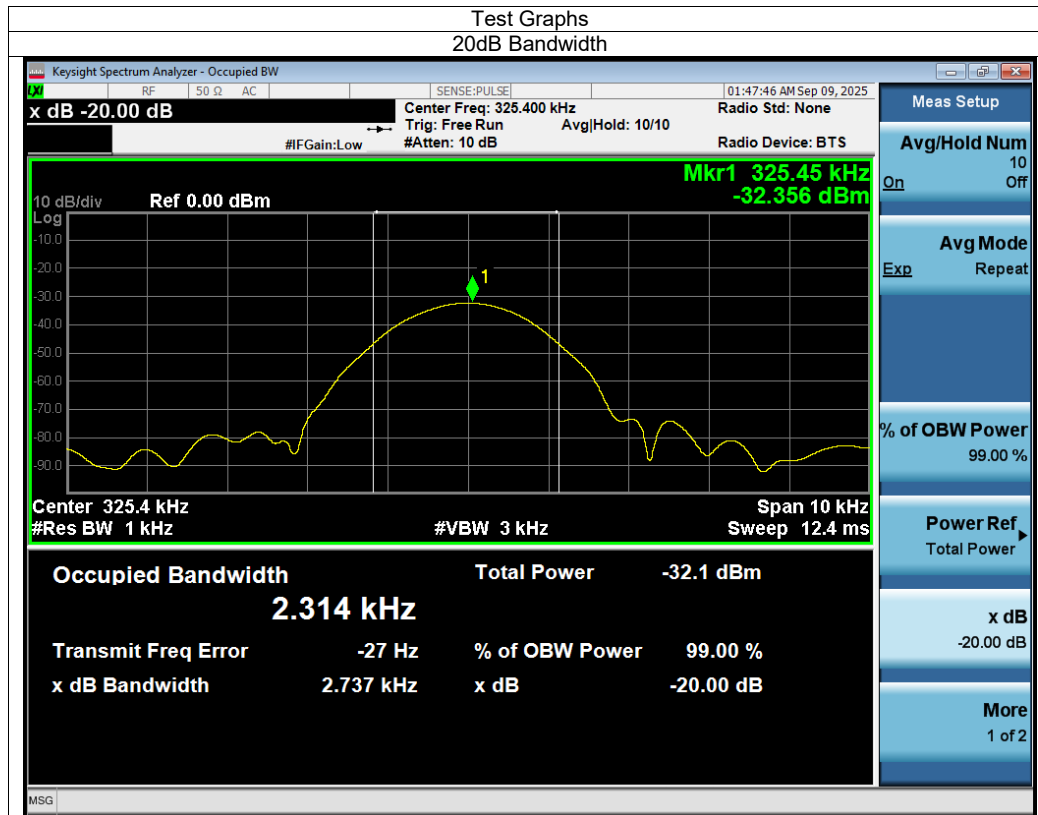 Test Graphs
20dB Bandwidth
Keysight Spectrum Analyzer - Occupied BW
LXI RF 50 Ω AC SENSE:PULSE 01:47:46 AM Sep 09, 2025
x dB -20.00 dB Center Freq: 325.400 kHz Radio Std: None
Trig: Free Run Avg|Hold: 10/10
#IFGain:Low #Atten: 10 dB Radio Device: BTS
Mkr1 325.45 kHz
-32.356 dBm
10 dB/div Ref 0.00 dBm
Log
-10.0
-20.0
1
-30.0
-40.0
-50.0
-60.0
-70.0
-80.0
-90.0
Center 325.4 kHz Span 10 kHz
#Res BW 1 kHz #VBW 3 kHz Sweep 12.4 ms
Occupied Bandwidth Total Power -32.1 dBm
2.314 kHz
Transmit Freq Error -27 Hz % of OBW Power 99.00 %
x dB Bandwidth 2.737 kHz x dB -20.00 dB
Meas Setup
Avg/Hold Num
10
On Off
Avg Mode
Exp Repeat
% of OBW Power
99.00 %
Power Ref
Total Power
x dB
-20.00 dB
More
1 of 2
MSG